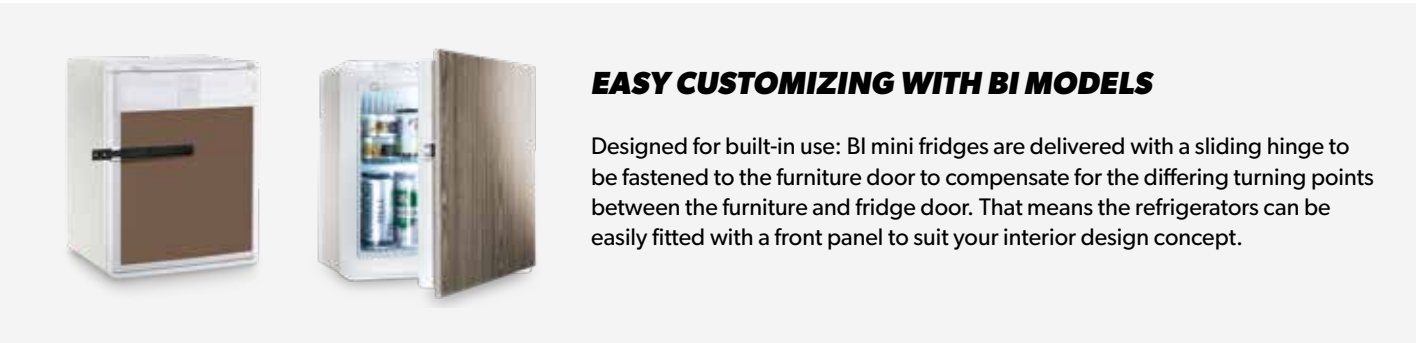 EASY CUSTOMIZING WITH BI MODELS
Designed for built-in use: BI mini fridges are delivered with a sliding hinge to
be fastened to the furniture door to compensate for the differing turning points
between the furniture and fridge door. That means the refrigerators can be
easily fitted with a front panel to suit your interior design concept.